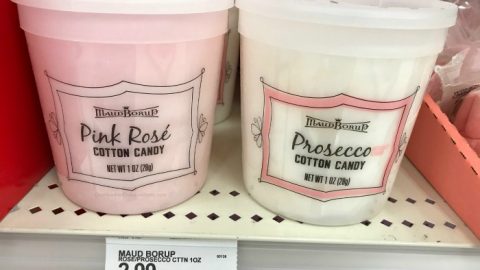 MAUD BORUP
Pink Rosé
COTTON CANDY
NET WT 1 OZ (28g)
MAUD BORUP
Prosecco
COTTON CANDY
NET WT 1 OZ (28g)
MAUD BORUP
ROSE/PROSECCO CTTN 1OZ